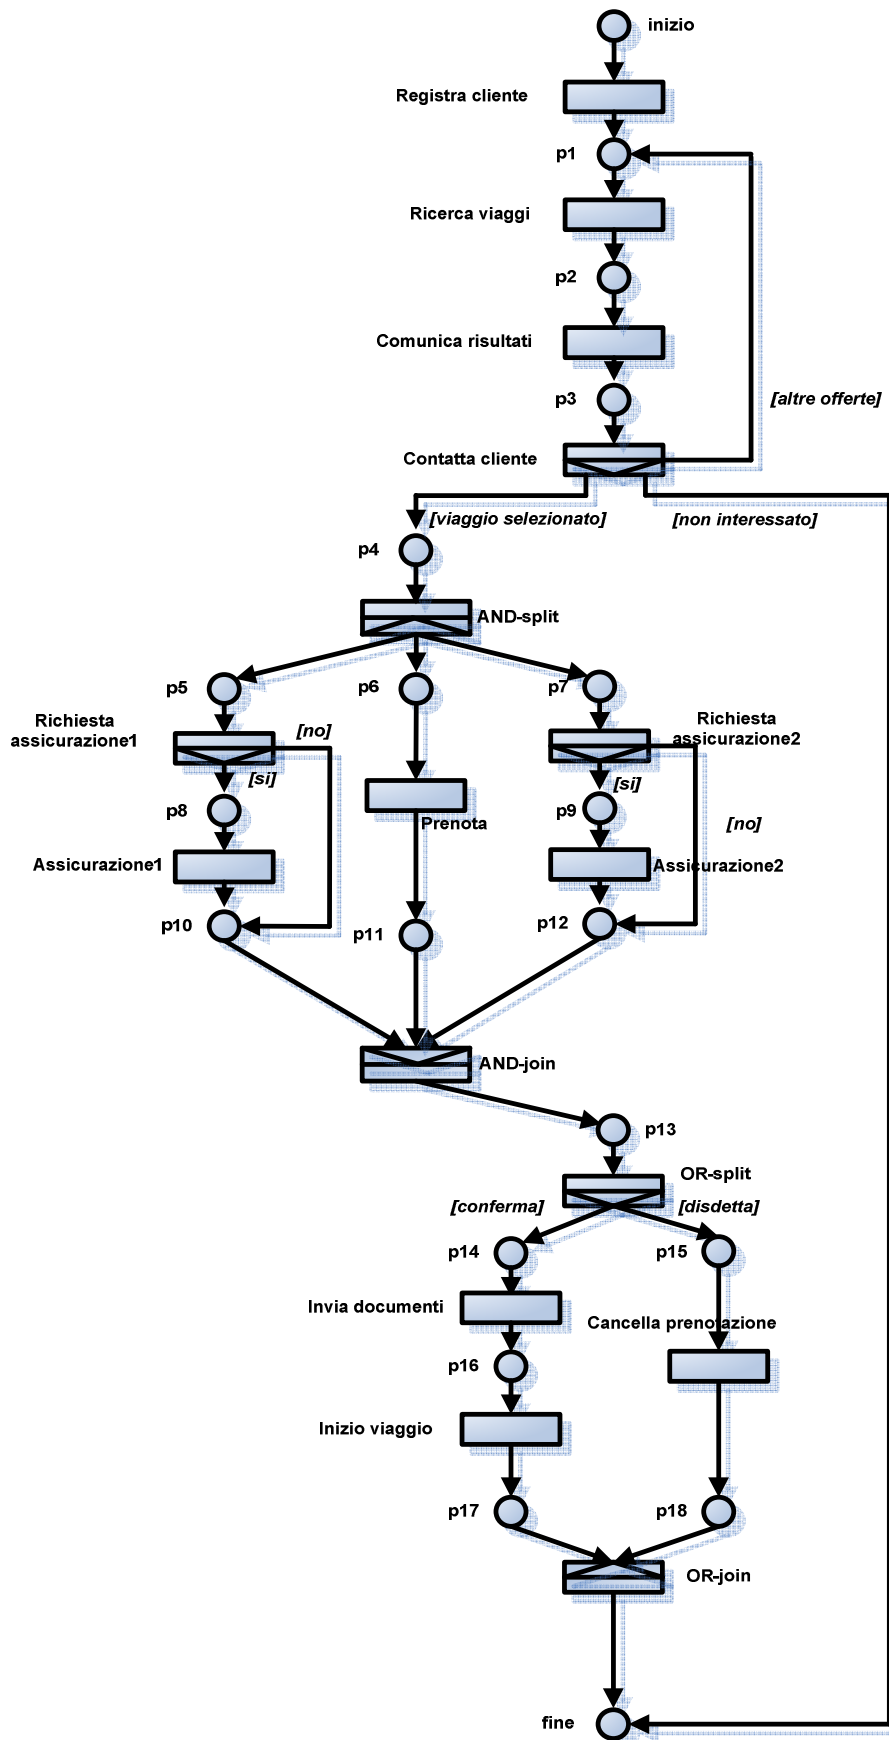 inizio
Registra cliente
p1
Ricerca viaggi
p2
Comunica risultati
p3
[altre offerte]
Contatta cliente
[viaggio selezionato]
[non interessato]
p4
AND-split
p5
p6
p7
Richiesta
assicurazione1
[no]
Richiesta
assicurazione2
[si]
[si]
p8
p9
Prenota
[no]
Assicurazione1
Assicurazione2
p10
p11
p12
AND-join
p13
OR-split
[conferma]
[disdetta]
p14
p15
Invia documenti
Cancella prenotazione
p16
Inizio viaggio
p17
p18
OR-join
fine